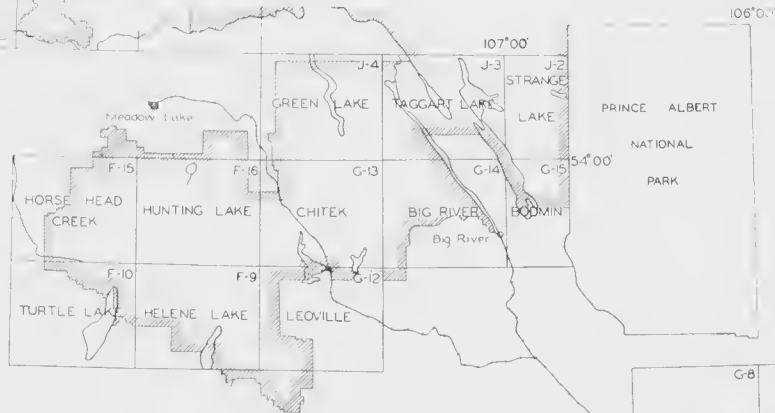 106°00'
107°00'
J-4
J-3
J-2
STRANGE
LAKE
GREEN LAKE
TAGGART LAKE
PRINCE ALBERT
NATIONAL
PARK
Meadow Lake
54°00'
F-15
F-16
G-13
G-14
G-15
HORSE HEAD
CREEK
HUNTING LAKE
CHITEK
BIG RIVER
BODMIN
Big River
F-10
F-9
G-12
TURTLE LAKE
HELENE LAKE
LEOVILLE
G-8